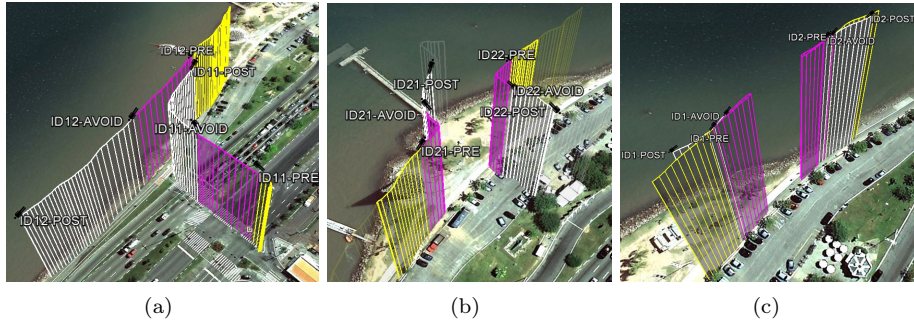 ID12-PRE
ID11-POST
ID12-AVOID
ID11-AVOID
ID11-PRE
ID12-POST
ID21-POST
ID22-PRE
ID22-AVOID
ID21-AVOID
ID22-POST
ID21-PRE
ID2-POST
ID2-PRE
ID2-AVOID
ID1-AVOID
ID1-PRE
ID1-POST
(a)
(b)
(c)